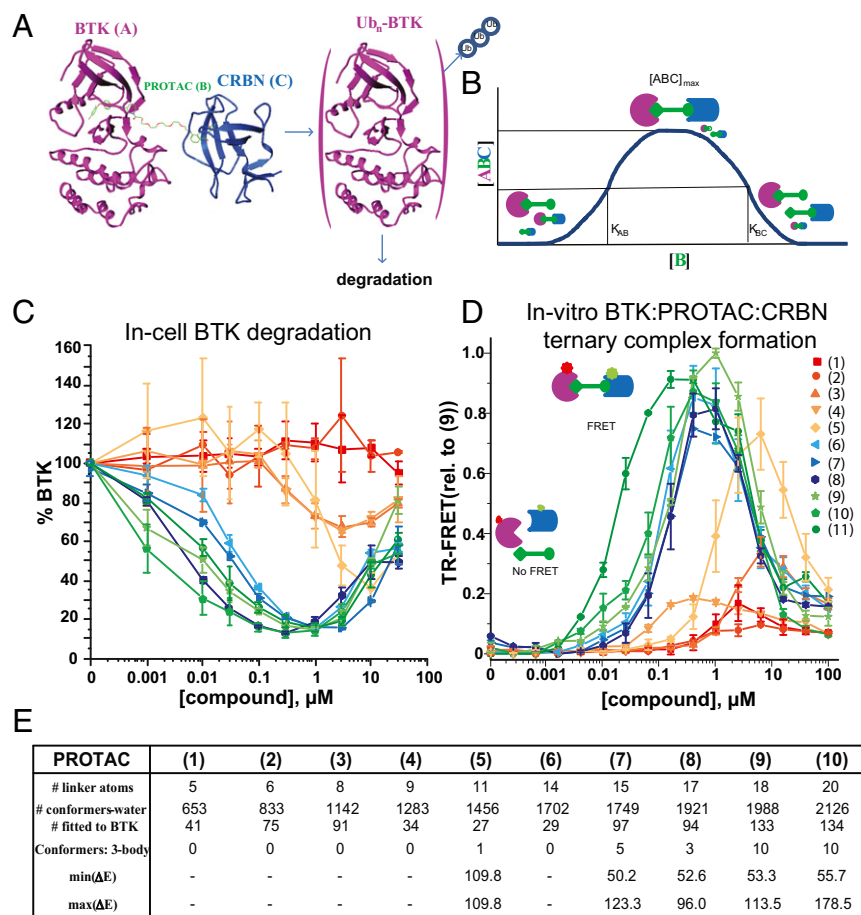 A
BTK (A)
PROTAC (B)
CRBN (C)
Ubn-BTK
Ub
Ub
Ub
degradation
B
[ABC]max
[ABC]
KAB
KBC
[B]
C
In-cell BTK degradation
% BTK
160
140
120
100
80
60
40
20
0
0
0.001
0.01
0.1
1
10
100
[compound], µM
D
In-vitro BTK:PROTAC:CRBN
ternary complex formation
TR-FRET(rel. to (9))
1.0
0.8
0.6
0.4
0.2
0
0
0.001
0.01
0.1
1
10
100
[compound], µM
FRET
No FRET
(1)
(2)
(3)
(4)
(5)
(6)
(7)
(8)
(9)
(10)
(11)
E
PROTAC (1) (2) (3) (4) (5) (6) (7) (8) (9) (10)
# linker atoms 5 6 8 9 11 14 15 17 18 20
# conformers-water 653 833 1142 1283 1456 1702 1749 1921 1988 2126
# fitted to BTK 41 75 91 34 27 29 97 94 133 134
Conformers: 3-body 0 0 0 0 1 0 5 3 10 10
min(ΔE) - - - - 109.8 - 50.2 52.6 53.3 55.7
max(ΔE) - - - - 109.8 - 123.3 96.0 113.5 178.5